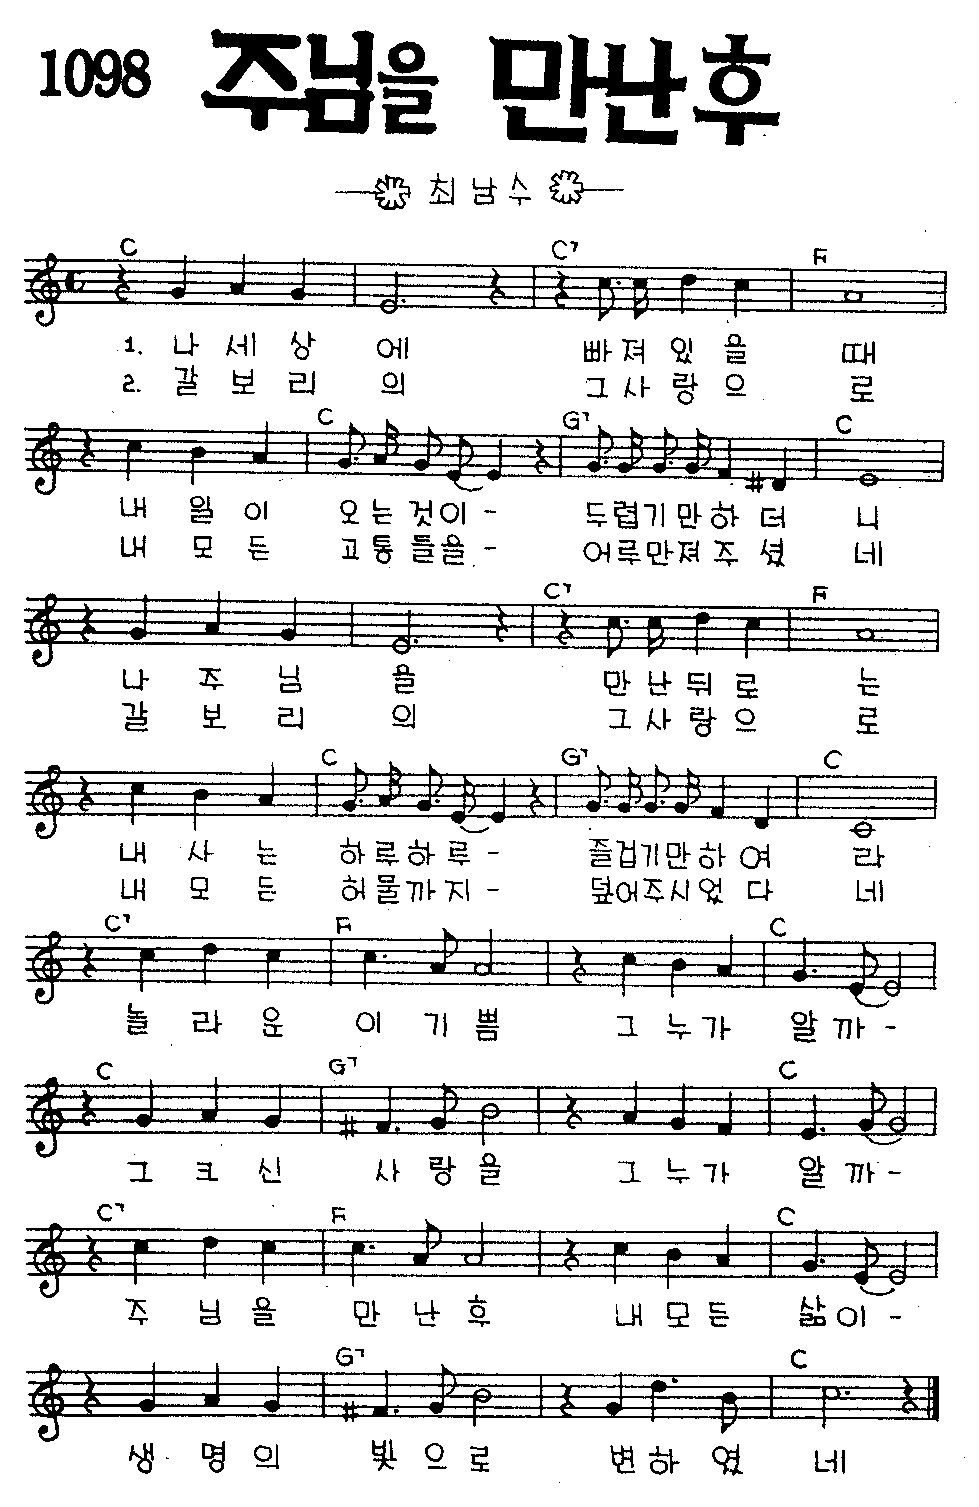 1098 주님을 만난후
최남수
C C7 F
1. 나 세 상 에 빠져 있 을 때
2. 갈 보 리 의 그 사 랑 으 로
C G7 C
내 일 이 오 는 것 이 - 두 렵 기 만 하 더 니
내 모 든 고 통 들 을 - 어 루 만 져 주 셨 네
C7 F
나 주 님 을 만 난 뒤 로 는
갈 보 리 의 그 사 랑 으 로
C G7 C
내 사 는 하 루 하 루 - 즐 겁 기 만 하 여 라
내 모 든 허 물 까 지 - 덮 어 주 시 었 다 네
C7 F C
놀 라 운 이 기 쁨 그 누 가 알 까 -
C G7 C
그 크 신 사 랑 을 그 누 가 알 까 -
C7 F C
주 님 을 만 난 후 내 모 든 삶 이 -
G7 C
생 명 의 빛 으 로 변 하 였 네